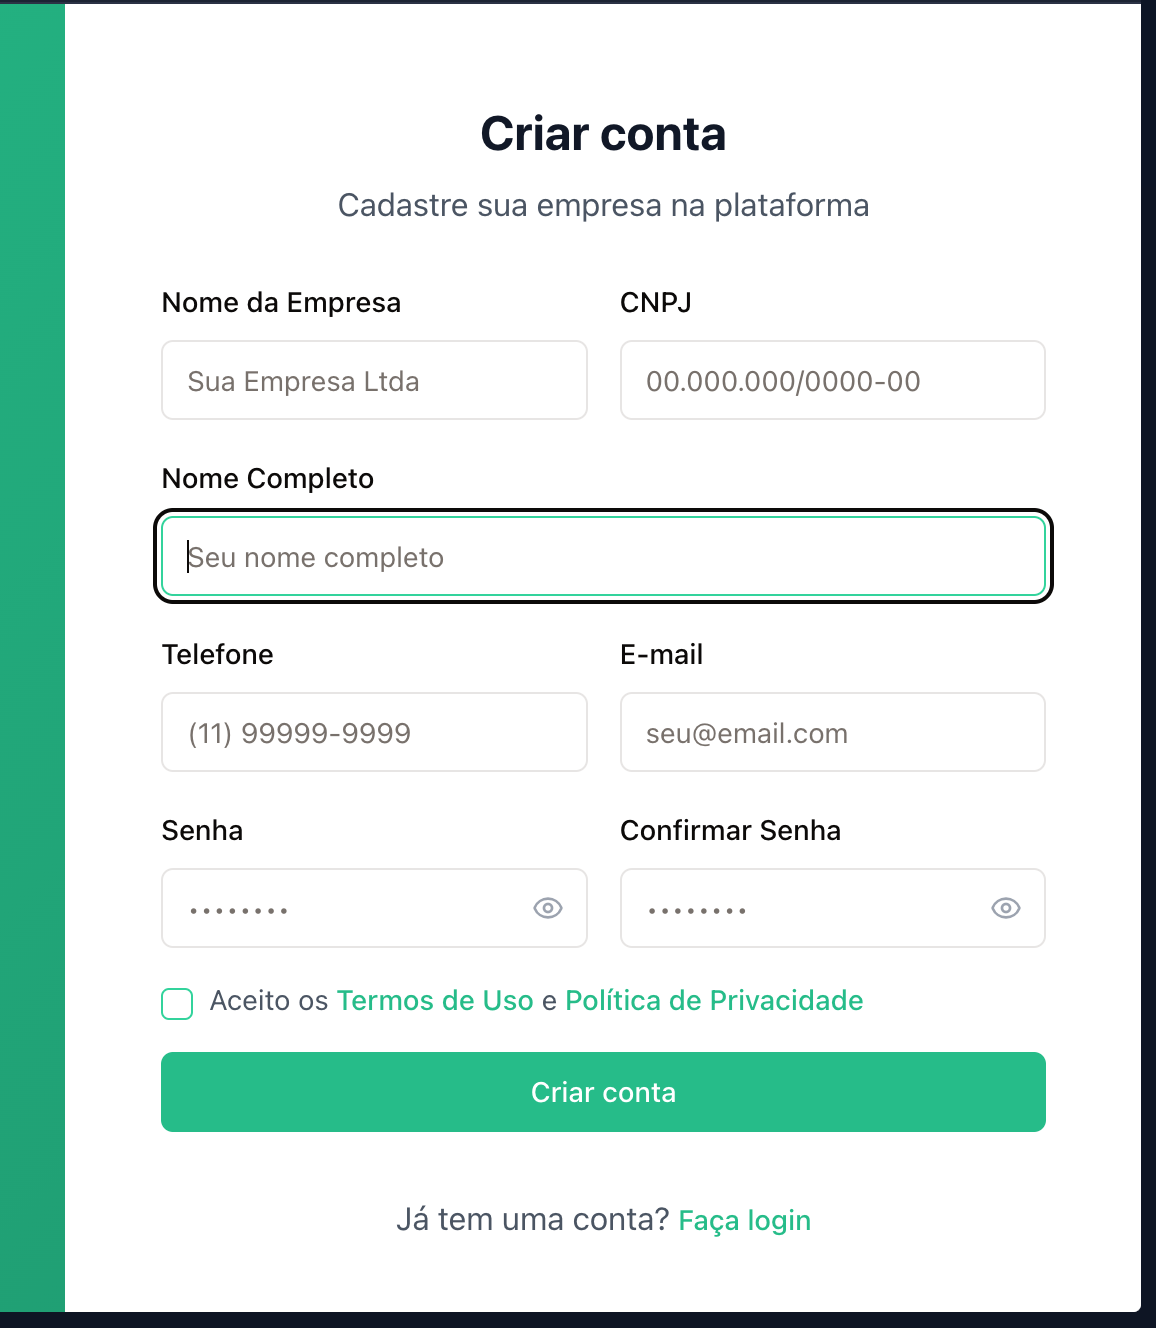 Criar conta
Cadastre sua empresa na plataforma
Nome da Empresa
CNPJ
Sua Empresa Ltda
00.000.000/0000-00
Nome Completo
Seu nome completo
Telefone
E-mail
(11) 99999-9999
seu@email.com
Senha
Confirmar Senha
••••••••
••••••••
Aceito os Termos de Uso e Política de Privacidade
Criar conta
Já tem uma conta? Faça login